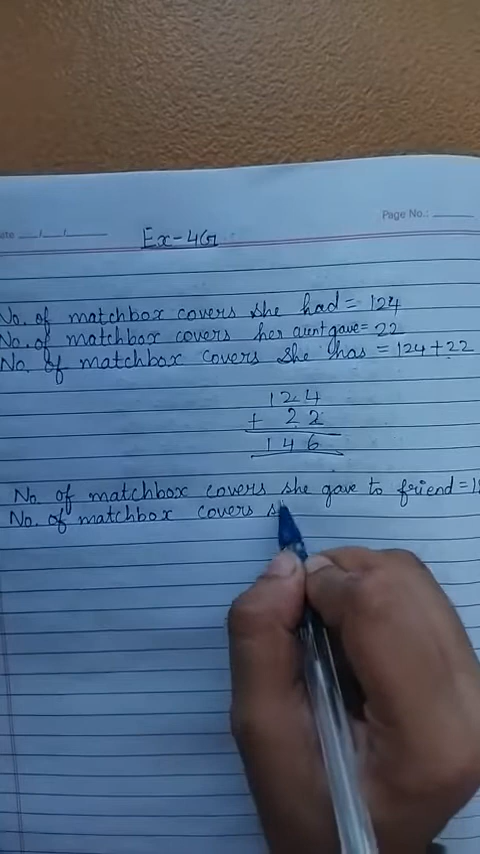 Page No.:
ate
Ex-4G
No. of matchbox covers she had = 124
No. of matchbox covers her aunt gave = 22
No. of matchbox covers she has = 124+22
124
+ 22
146
No. of matchbox covers she gave to friend =
No. of matchbox covers